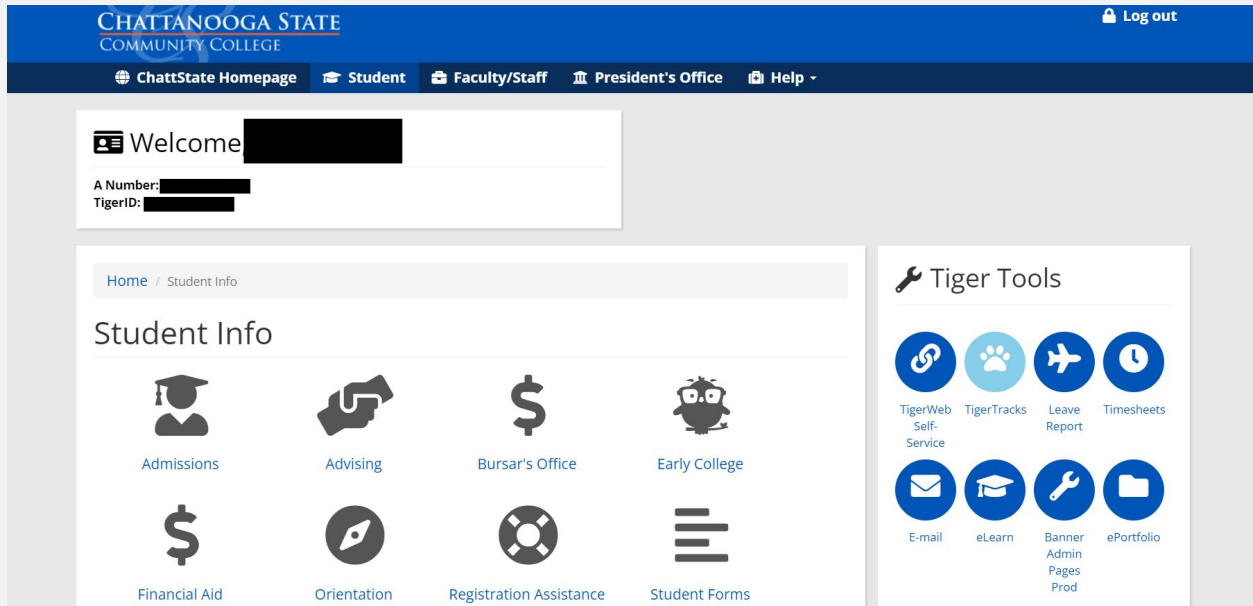 CHATTANOOGA STATE
COMMUNITY COLLEGE
Log out
ChattState Homepage Student Faculty/Staff President's Office Help
Welcome,
A Number:
TigerID:
Home / Student Info
Student Info
Admissions Advising Bursar's Office Early College
Financial Aid Orientation Registration Assistance Student Forms
Tiger Tools
TigerWeb Self-Service
TigerTracks
Leave Report
Timesheets
E-mail
eLearn
Banner Admin Pages Prod
ePortfolio